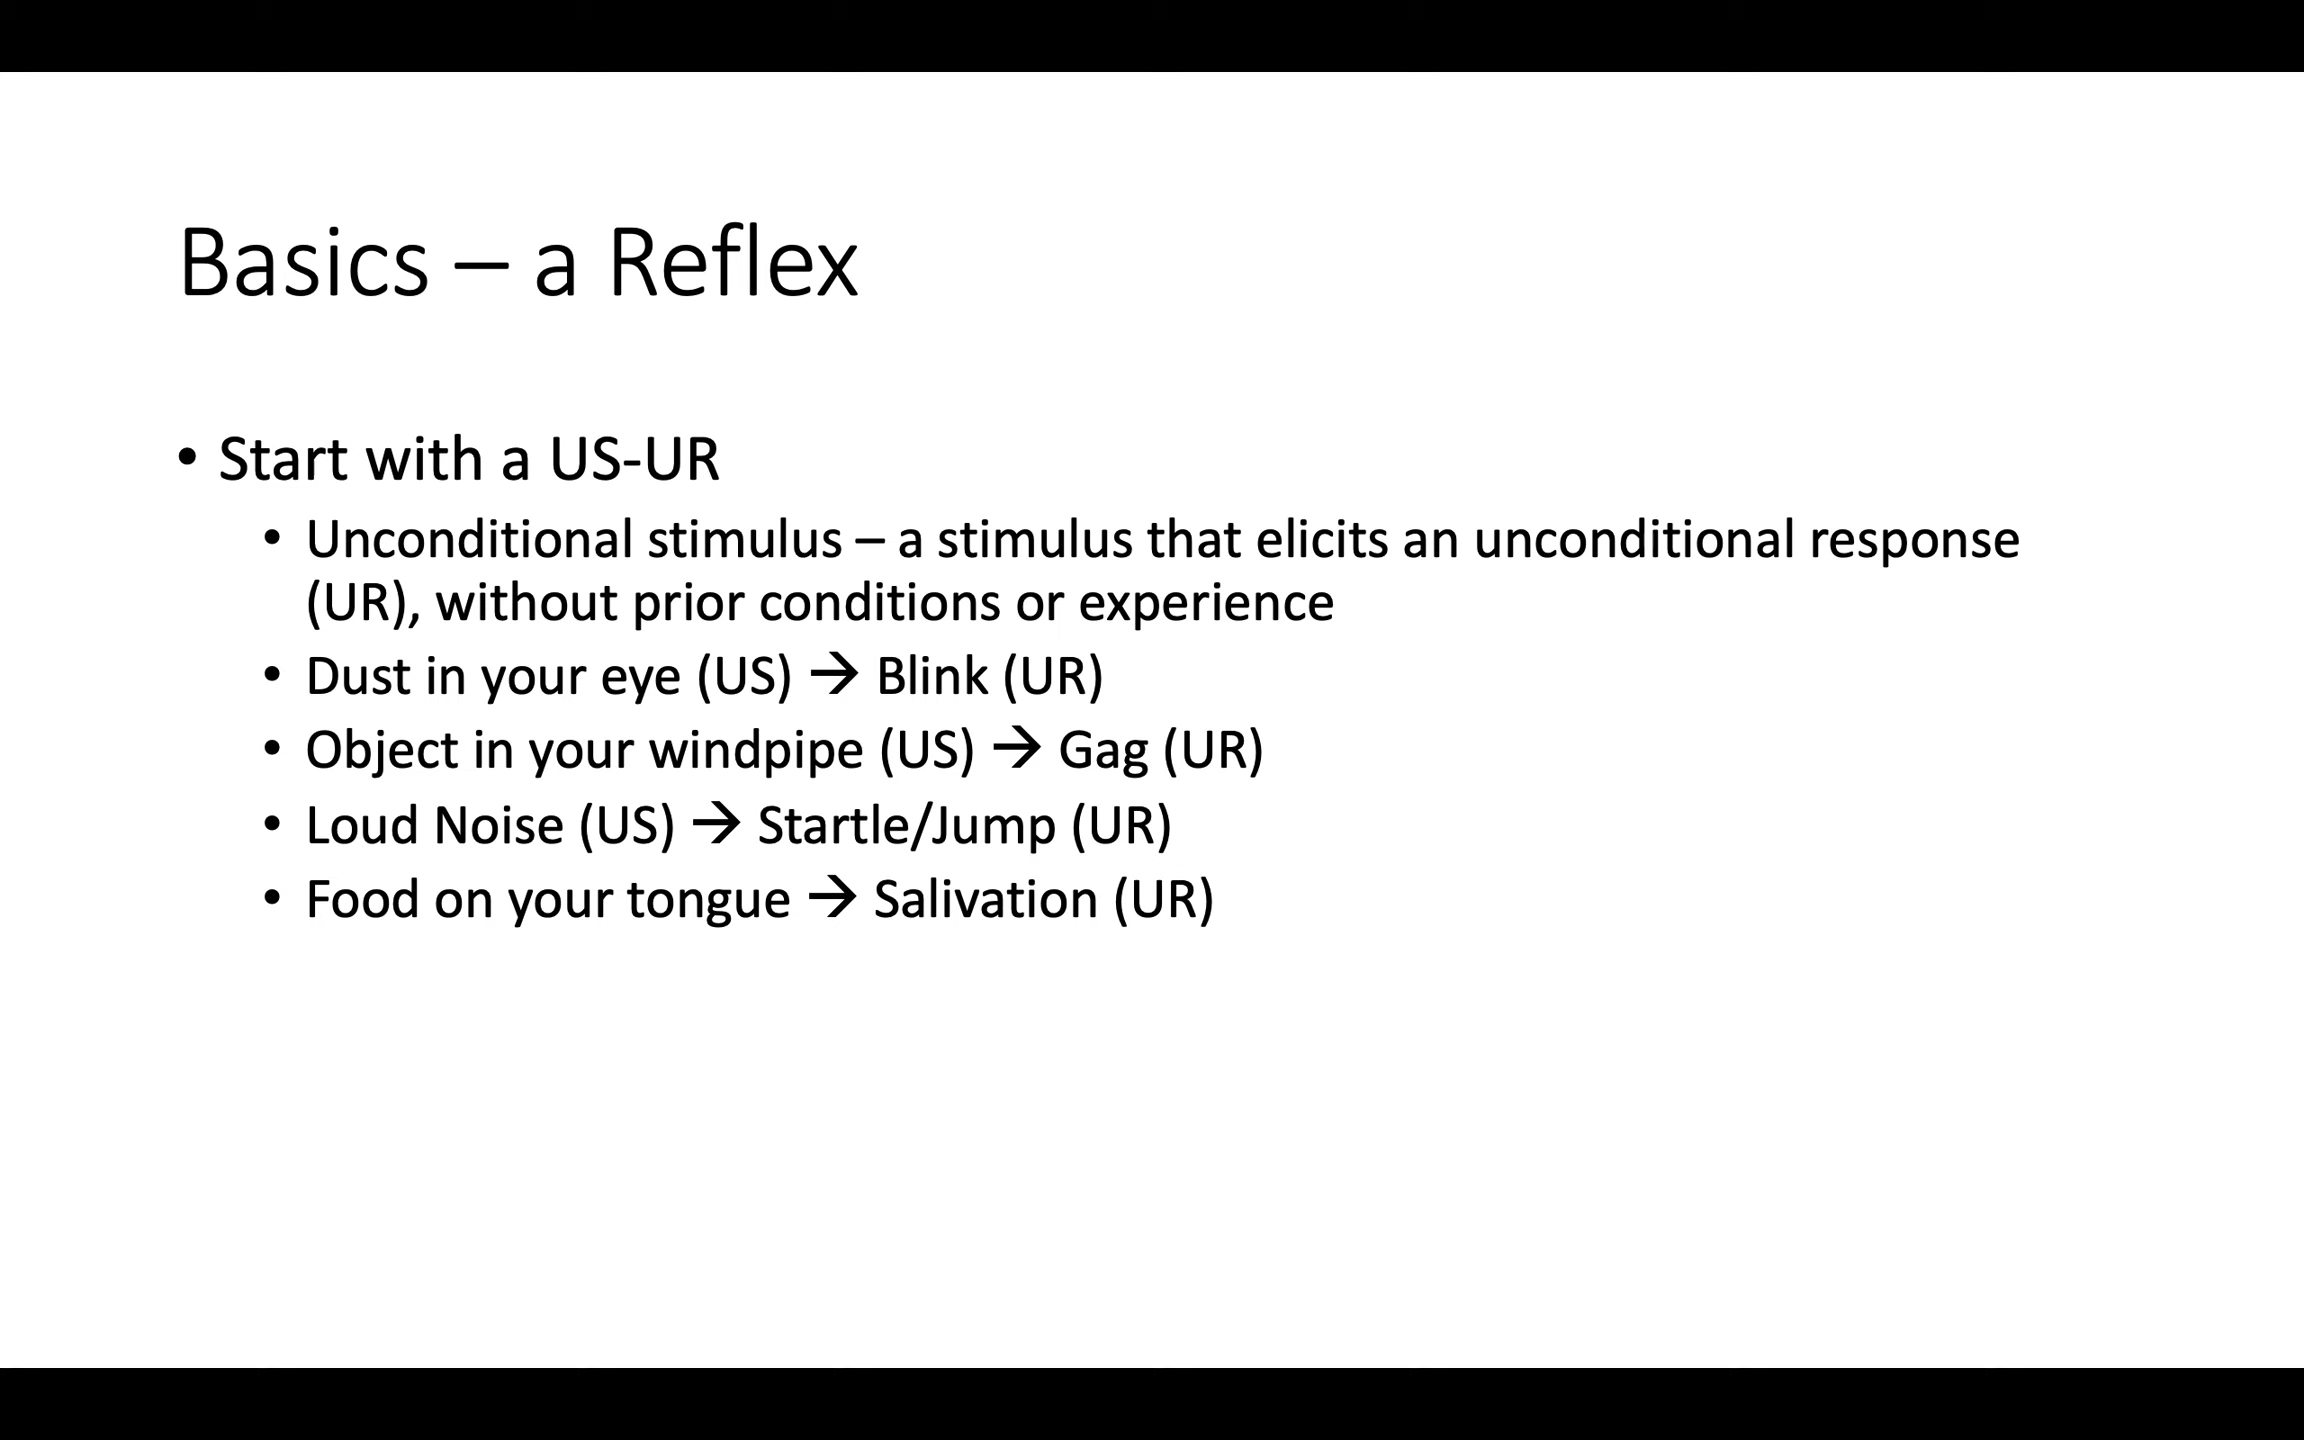 Basics – a Reflex
• Start with a US-UR
• Unconditional stimulus – a stimulus that elicits an unconditional response
(UR), without prior conditions or experience
• Dust in your eye (US) → Blink (UR)
• Object in your windpipe (US) → Gag (UR)
• Loud Noise (US) → Startle/Jump (UR)
• Food on your tongue → Salivation (UR)